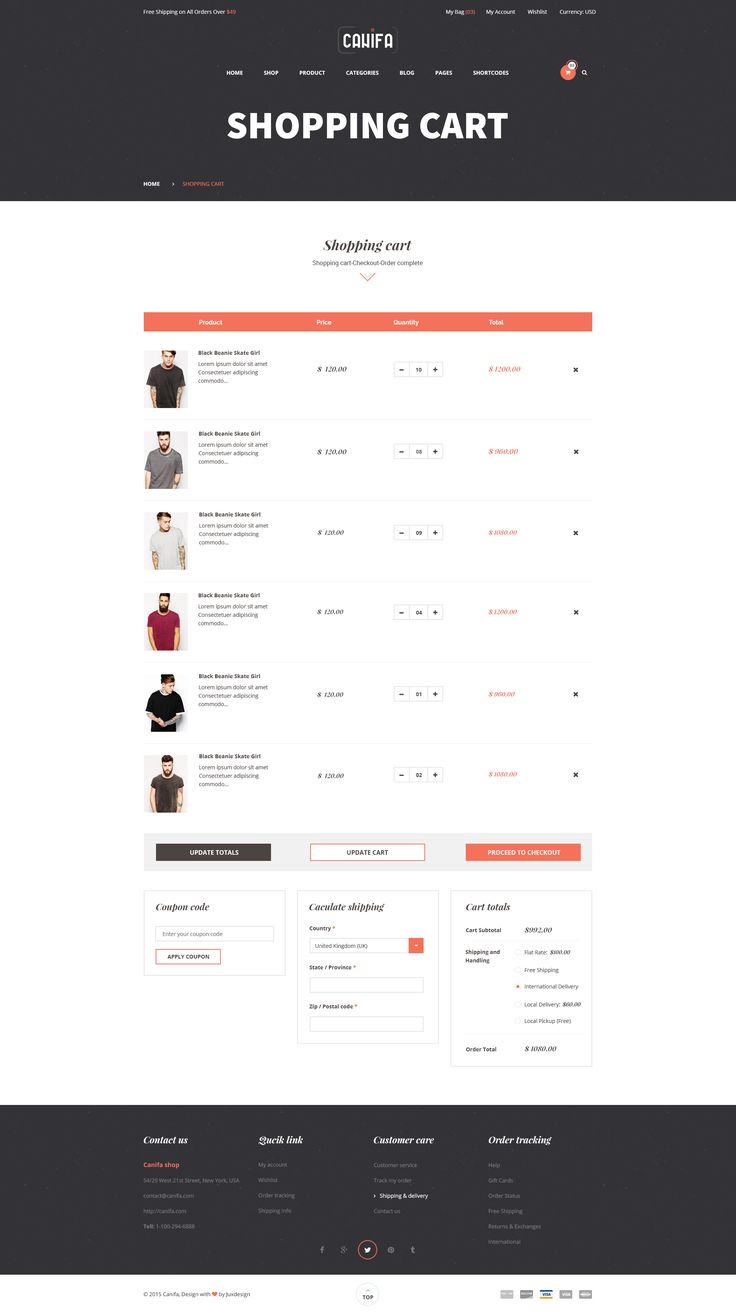 Free Shipping on All Orders Over $49
My Bag (03) My Account Wishlist Currency: USD
CANIFA
HOME SHOP PRODUCT CATEGORIES BLOG PAGES SHORTCODES
SHOPPING CART
HOME > SHOPPING CART
Shopping cart
Shopping cart-Checkout-Order complete
Product Price Quantity Total
Black Beanie Skate Girl
Lorem ipsum dolor sit amet
Consectetuer adipiscing
commodo...
$ 120.00 10 $ 1200.00
Black Beanie Skate Girl
Lorem ipsum dolor sit amet
Consectetuer adipiscing
commodo...
$ 120.00 08 $ 960.00
Black Beanie Skate Girl
Lorem ipsum dolor sit amet
Consectetuer adipiscing
commodo...
$ 120.00 09 $ 1080.00
Black Beanie Skate Girl
Lorem ipsum dolor sit amet
Consectetuer adipiscing
commodo...
$ 120.00 04 $ 1200.00
Black Beanie Skate Girl
Lorem ipsum dolor sit amet
Consectetuer adipiscing
commodo...
$ 120.00 01 $ 960.00
Black Beanie Skate Girl
Lorem ipsum dolor sit amet
Consectetuer adipiscing
commodo...
$ 120.00 02 $ 1080.00
UPDATE TOTALS UPDATE CART PROCEED TO CHECKOUT
Coupon code
Enter your coupon code
APPLY COUPON
Caculate shipping
Country *
United Kingdom (UK)
State / Province *
Zip / Postal code *
Cart totals
Cart Subtotal $992.00
Shipping and
Handling
Flat Rate: $100.00
Free Shipping
International Delivery
Local Delivery: $60.00
Local Pickup (Free)
Order Total $ 1080.00
Contact us
Canifa shop
54/29 West 21st Street, New York, USA
contact@canifa.com
http://canifa.com
Tell: 1-100-294-6888
Qucik link
My account
Wishlist
Order tracking
Shipping info
Customer care
Customer service
Track my order
> Shipping & delivery
Contact us
Order tracking
Help
Gift Cards
Order Status
Free Shipping
Returns & Exchanges
International
© 2015 Canifa, Design with ❤ by Juxdesign
TOP
VISA
VISA